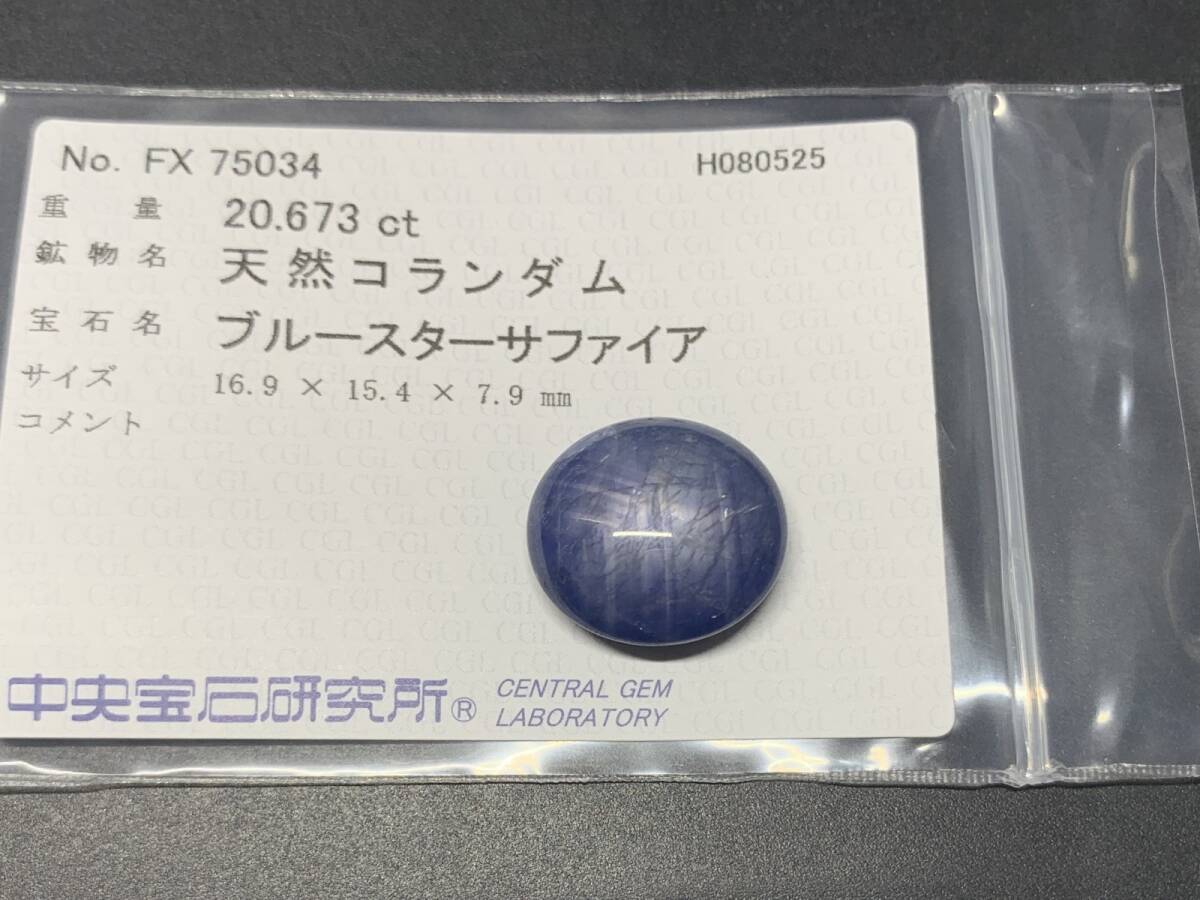 No. FX 75034 H080525
重量 20.673 ct
鉱物名 天然コランダム
宝石名 ブルースターサファイア
サイズ 16.9 × 15.4 × 7.9 ㎜
コメント
中央宝石研究所® CENTRAL GEM
LABORATORY